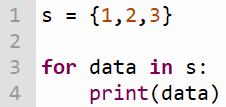 1 s = {1,2,3}
2
3 for data in s:
4     print(data)